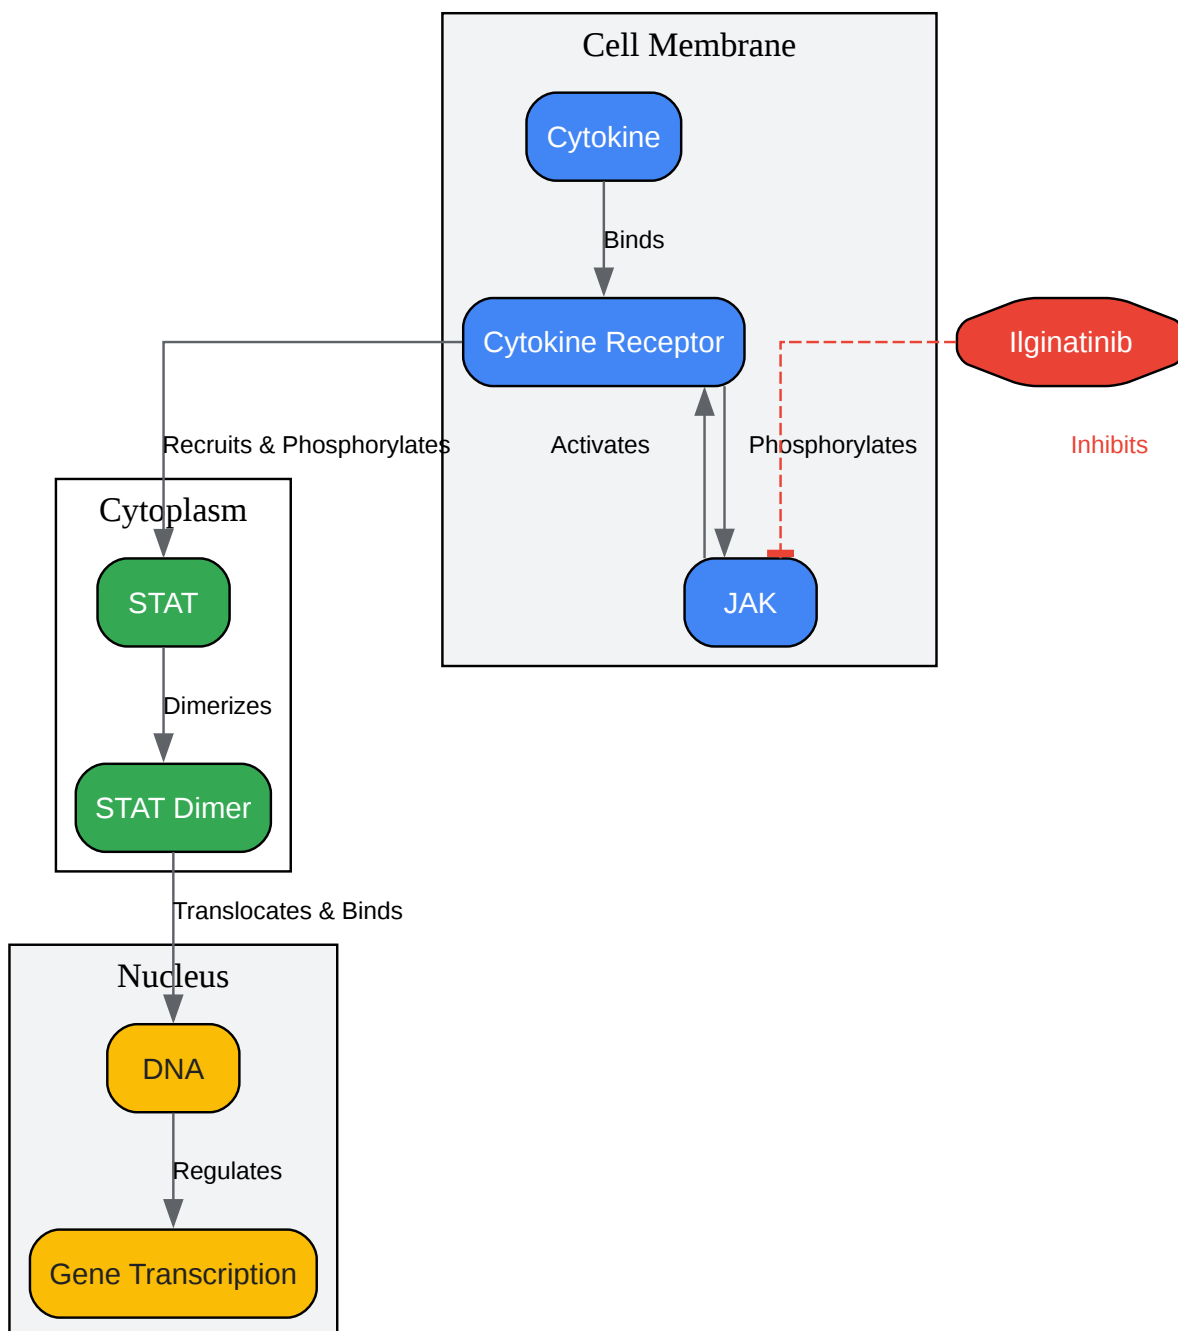 Cell Membrane
Cytokine
Binds
Cytokine Receptor
Ilginatinib
Recruits & Phosphorylates
Activates
Phosphorylates
Inhibits
Cytoplasm
STAT
JAK
Dimerizes
STAT Dimer
Translocates & Binds
Nucleus
DNA
Regulates
Gene Transcription